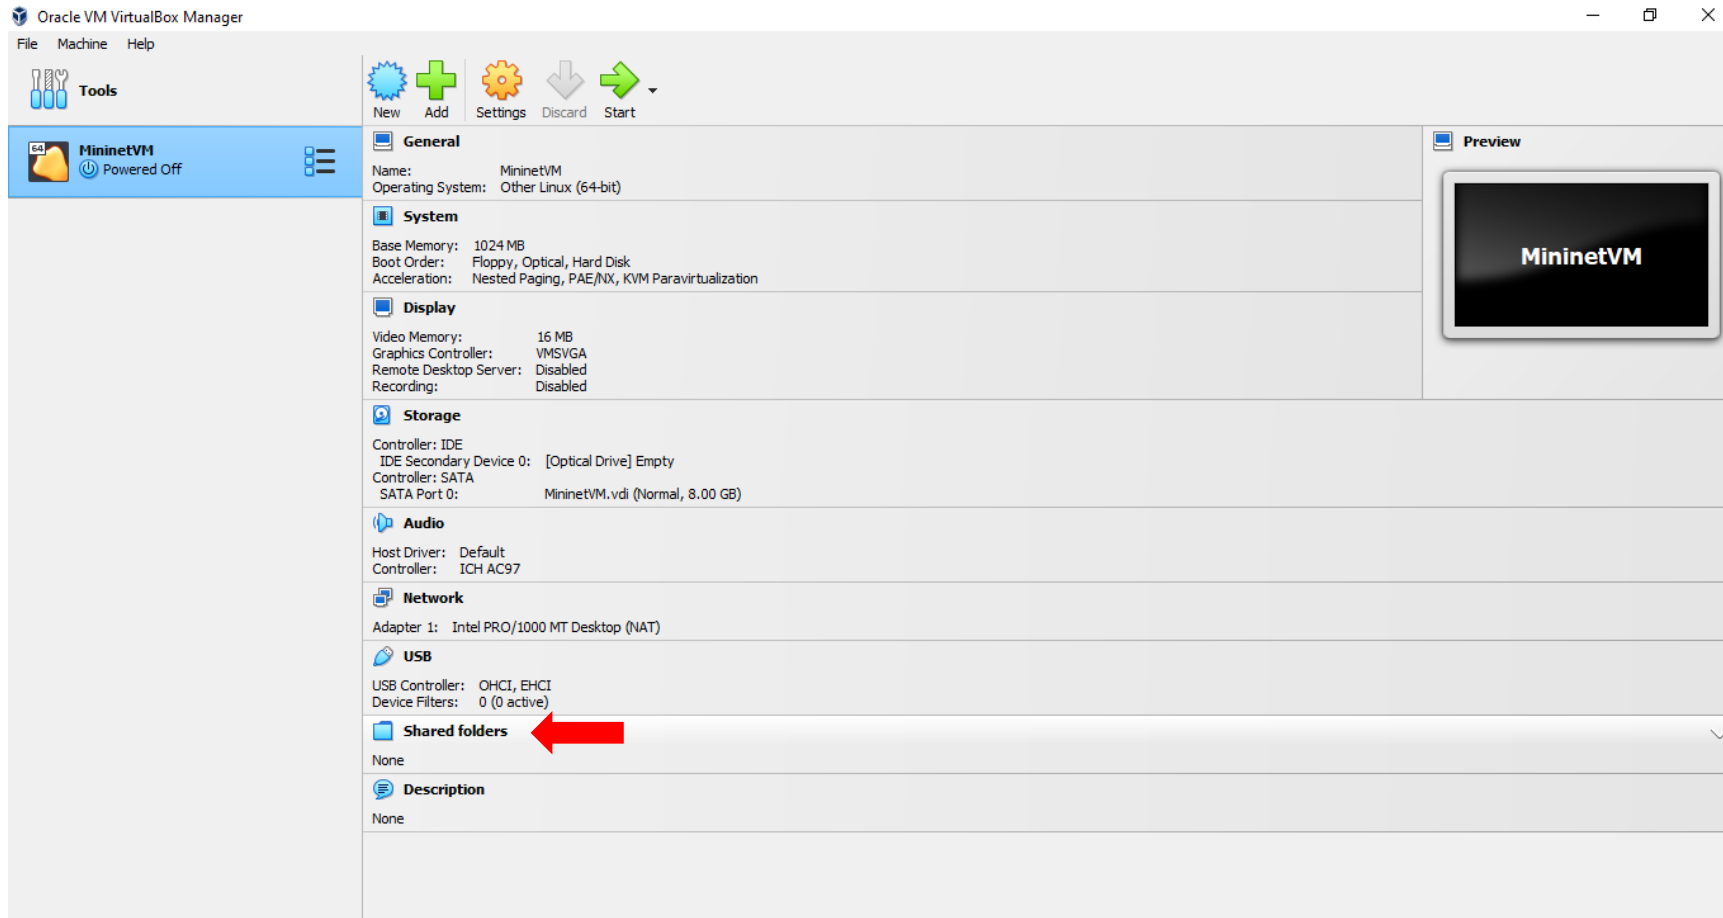 Oracle VM VirtualBox Manager
File Machine Help
Tools
New Add Settings Discard Start
64
MininetVM
Powered Off
General
Name: MininetVM
Operating System: Other Linux (64-bit)
Preview
MininetVM
System
Base Memory: 1024 MB
Boot Order: Floppy, Optical, Hard Disk
Acceleration: Nested Paging, PAE/NX, KVM Paravirtualization
Display
Video Memory: 16 MB
Graphics Controller: VMSVGA
Remote Desktop Server: Disabled
Recording: Disabled
Storage
Controller: IDE
IDE Secondary Device 0: [Optical Drive] Empty
Controller: SATA
SATA Port 0: MininetVM.vdi (Normal, 8.00 GB)
Audio
Host Driver: Default
Controller: ICH AC97
Network
Adapter 1: Intel PRO/1000 MT Desktop (NAT)
USB
USB Controller: OHCI, EHCI
Device Filters: 0 (0 active)
Shared folders
None
Description
None